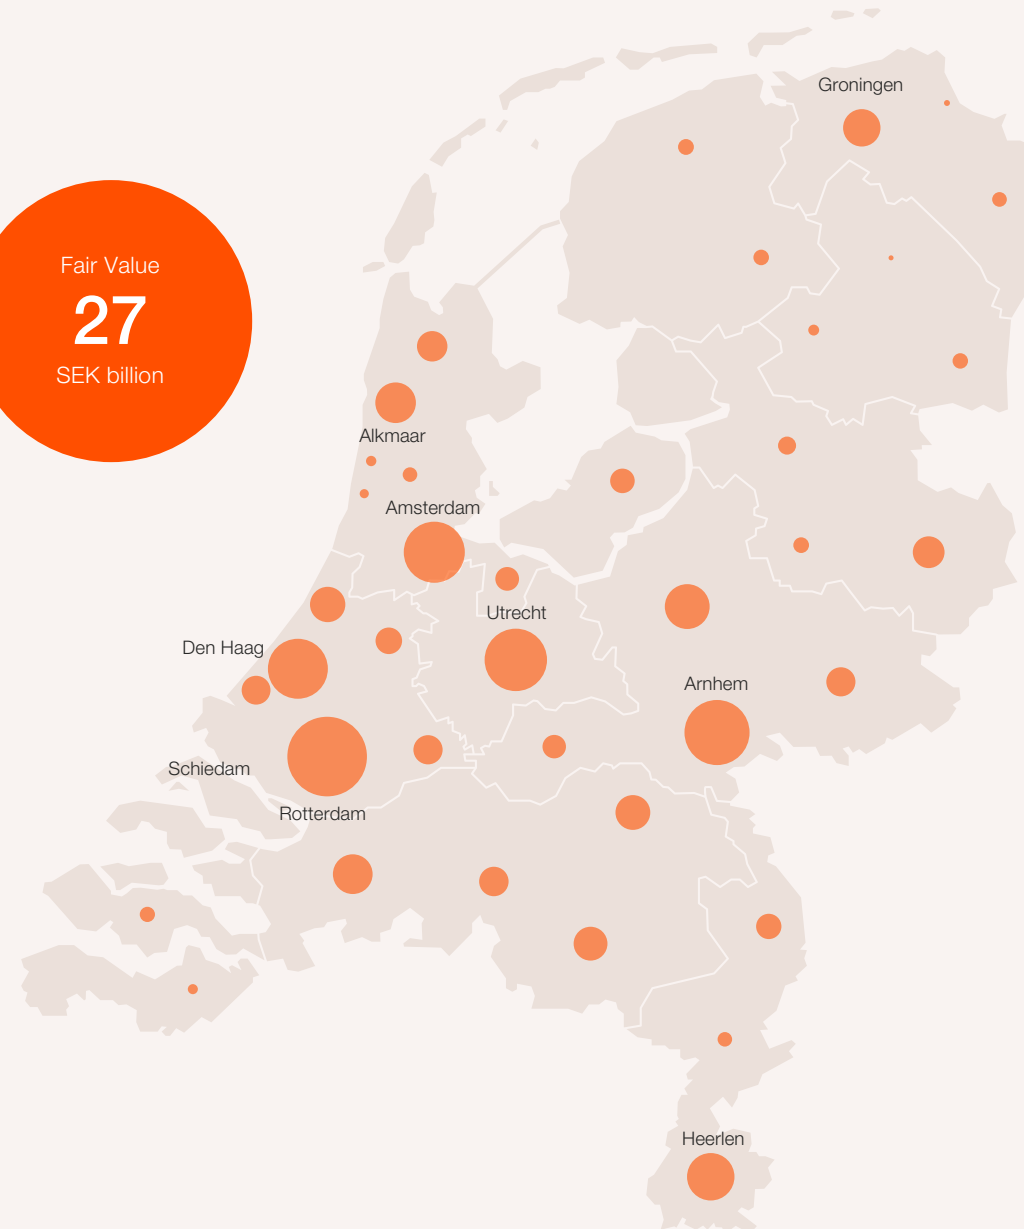 Groningen
Fair Value
27
SEK billion
Alkmaar
Amsterdam
Utrecht
Den Haag
Arnhem
Schiedam
Rotterdam
Heerlen